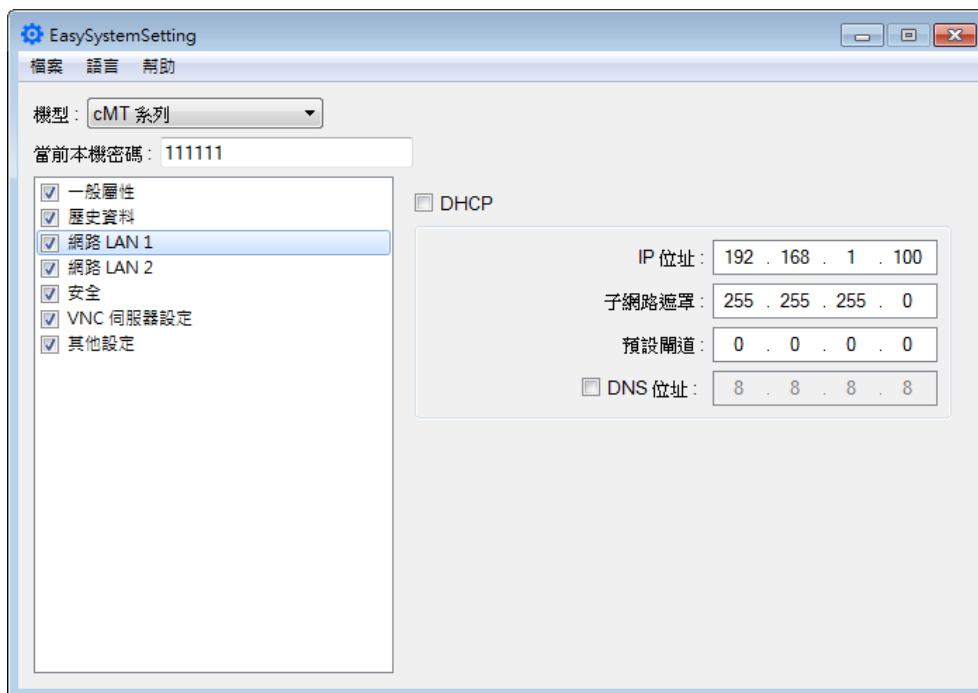 EasySystemSetting
檔案 語言 幫助
機型 : cMT 系列
當前本機密碼 : 111111
一般屬性
歷史資料
網路 LAN 1
網路 LAN 2
安全
VNC 伺服器設定
其他設定
DHCP
IP 位址 : 192 . 168 . 1 . 100
子網路遮罩 : 255 . 255 . 255 . 0
預設閘道 : 0 . 0 . 0 . 0
DNS 位址 : 8 . 8 . 8 . 8